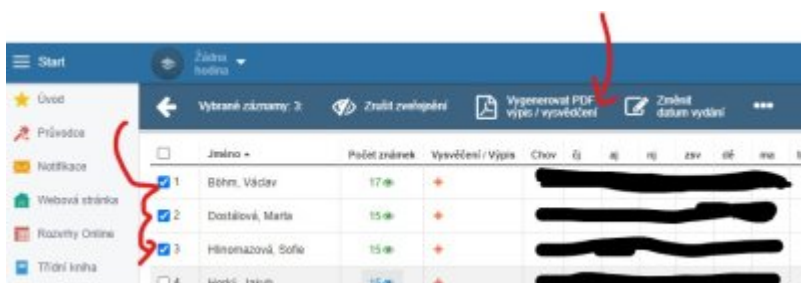 Start
Žádná
hodina
Úvod
Průvodce
Notifikace
Webová stránka
Rozvrhy Online
Třídní kniha
Vybrané záznamy: 3:
Zrušit zveřejnění
Vygenerovat PDF
výpis / vysvědčení
Změnit
datum vydání
Jméno
Počet známek
Vysvěčení / Výpis
Chov
čj
aj
nj
zsv
dě
ma
1
Böhm, Václav
17
2
Dostálová, Marta
15
3
Hlinomazová, Sofie
15
4
15